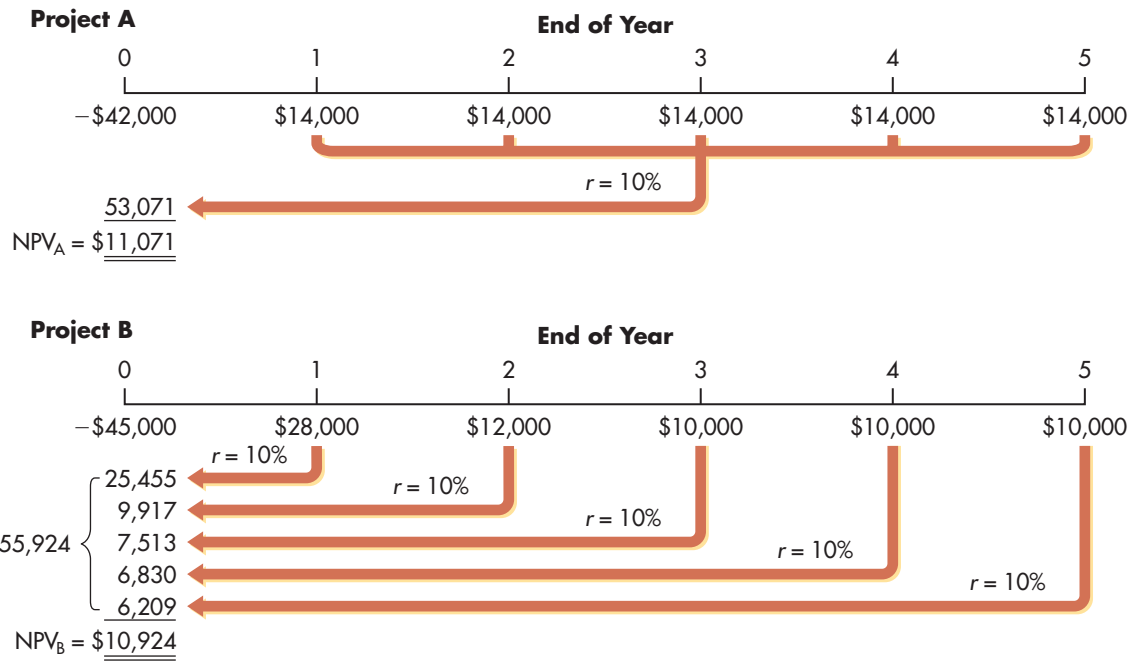 Project A
End of Year
0 1 2 3 4 5
−$42,000 $14,000 $14,000 $14,000 $14,000 $14,000
r = 10%
53,071
NPVA = $11,071
Project B
End of Year
0 1 2 3 4 5
−$45,000 $28,000 $12,000 $10,000 $10,000 $10,000
r = 10%
25,455
r = 10%
9,917
r = 10%
55,924 7,513
r = 10%
6,830
r = 10%
6,209
NPVB = $10,924